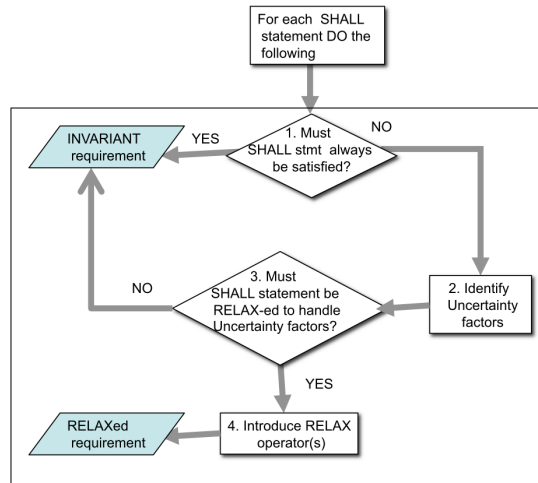 For each SHALL
statement DO the
following
1. Must
SHALL stmt always
be satisfied?
YES
NO
INVARIANT
requirement
2. Identify
Uncertainty
factors
3. Must
SHALL statement be
RELAX-ed to handle
Uncertainty factors?
NO
YES
4. Introduce RELAX
operator(s)
RELAXed
requirement